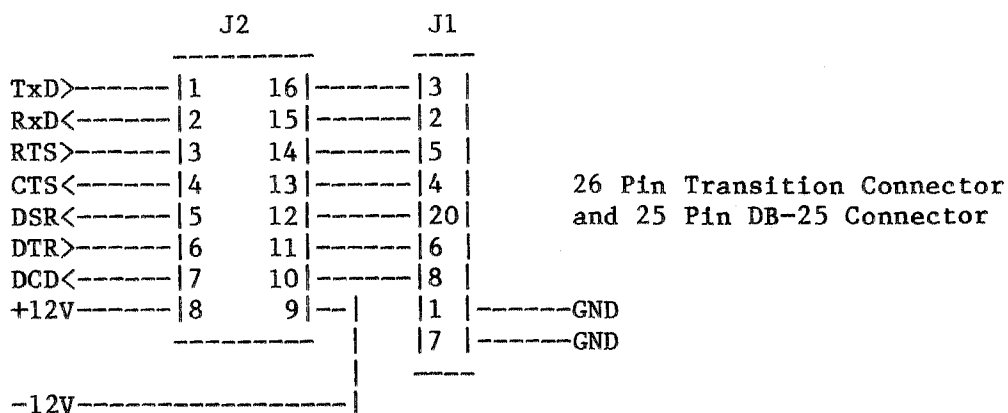 J2 J1
TxD> 1 16 3
RxD< 2 15 2
RTS> 3 14 5
CTS< 4 13 4 26 Pin Transition Connector
DSR< 5 12 20 and 25 Pin DB-25 Connector
DTR> 6 11 6
DCD< 7 10 8
+12V 8 9 1 GND
7 GND
-12V